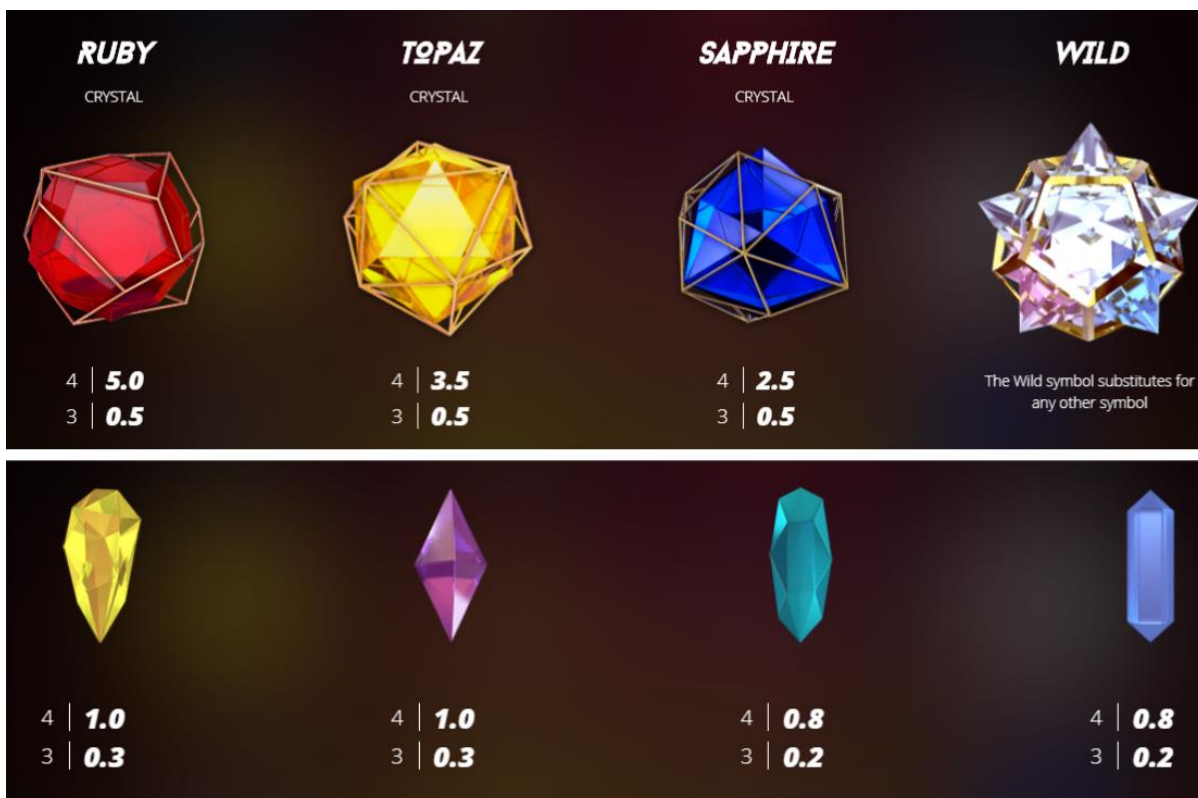 RUBY
CRYSTAL
4 | 5.0
3 | 0.5
TOPAZ
CRYSTAL
4 | 3.5
3 | 0.5
SAPPHIRE
CRYSTAL
4 | 2.5
3 | 0.5
WILD
The Wild symbol substitutes for
any other symbol
4 | 1.0
3 | 0.3
4 | 1.0
3 | 0.3
4 | 0.8
3 | 0.2
4 | 0.8
3 | 0.2